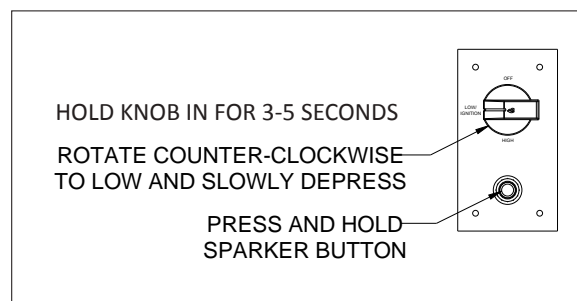 HOLD KNOB IN FOR 3-5 SECONDS
ROTATE COUNTER-CLOCKWISE
TO LOW AND SLOWLY DEPRESS
PRESS AND HOLD
SPARKER BUTTON
OFF
LOW/
IGNITION
HIGH